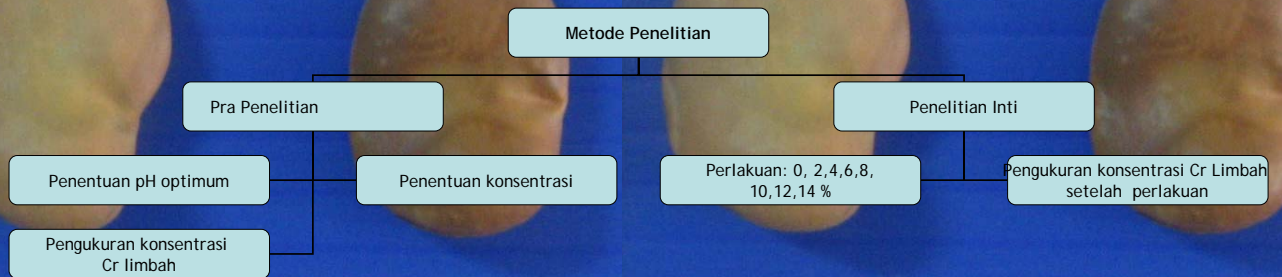 Metode Penelitian
Pra Penelitian
Penelitian Inti
Penentuan pH optimum
Penentuan konsentrasi
Perlakuan: 0, 2,4,6,8,
10,12,14 %
Pengukuran konsentrasi Cr Limbah
setelah perlakuan
Pengukuran konsentrasi
Cr limbah